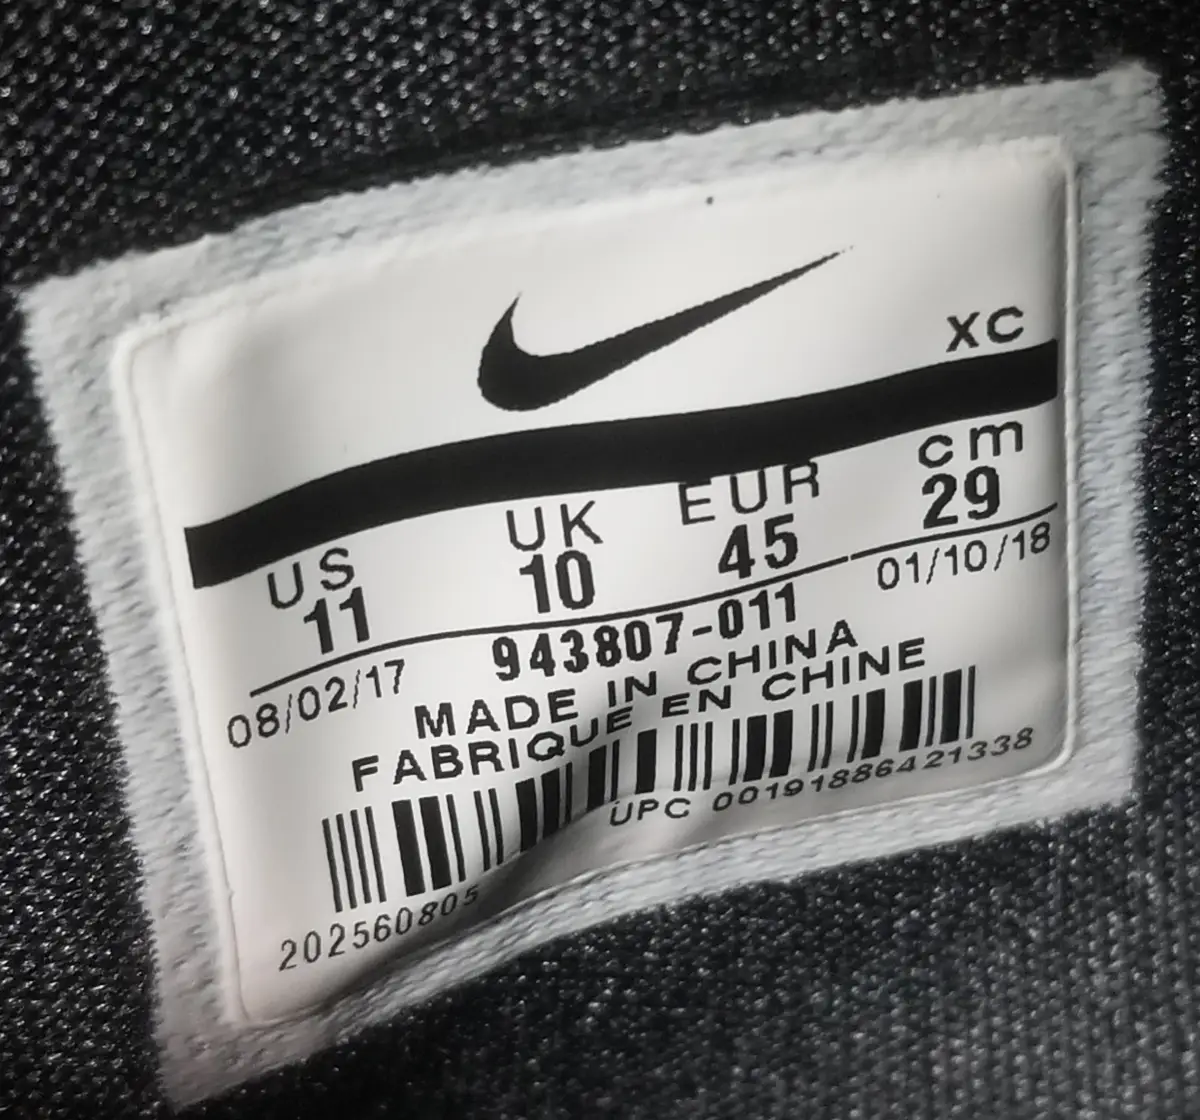 XC
US UK EUR cm
11 10 45 29
08/02/17 943807-011 01/10/18
MADE IN CHINA
FABRIQUE EN CHINE
UPC 00191886421338
202560805